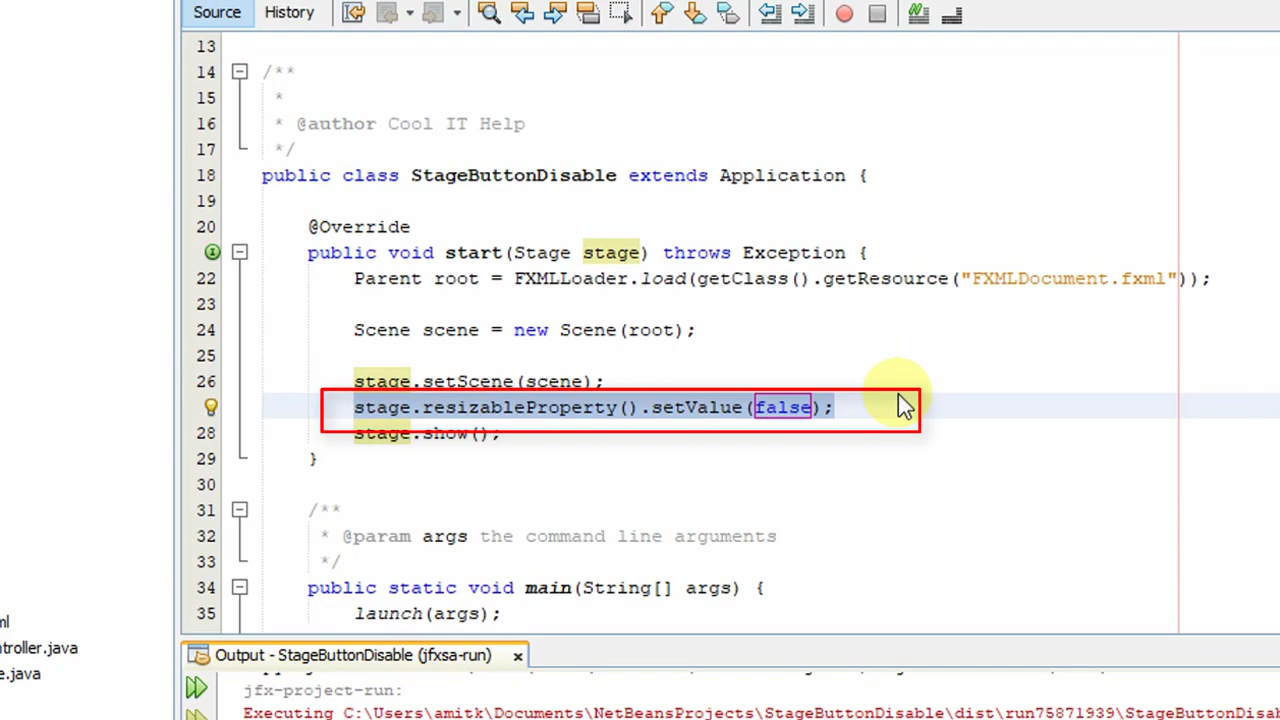 Source History
13
14 /**
15 *
16 * @author Cool IT Help
17 */
18 public class StageButtonDisable extends Application {
19
20 @Override
public void start(Stage stage) throws Exception {
22 Parent root = FXMLLoader.load(getClass().getResource("FXMLDocument.fxml"));
23
24 Scene scene = new Scene(root);
25
26 stage.setScene(scene);
stage.resizableProperty().setValue(false);
28 stage.show();
29 }
30
31 /**
32 * @param args the command line arguments
33 */
34 public static void main(String[] args) {
35 launch(args);
ml
ntroller.java
e.java
Output - StageButtonDisable (jfxsa-run) x
jfx-project-run:
Executing C:\Users\amitk\Documents\NetBeansProjects\StageButtonDisable\dist\run75871939\StageButtonDisa